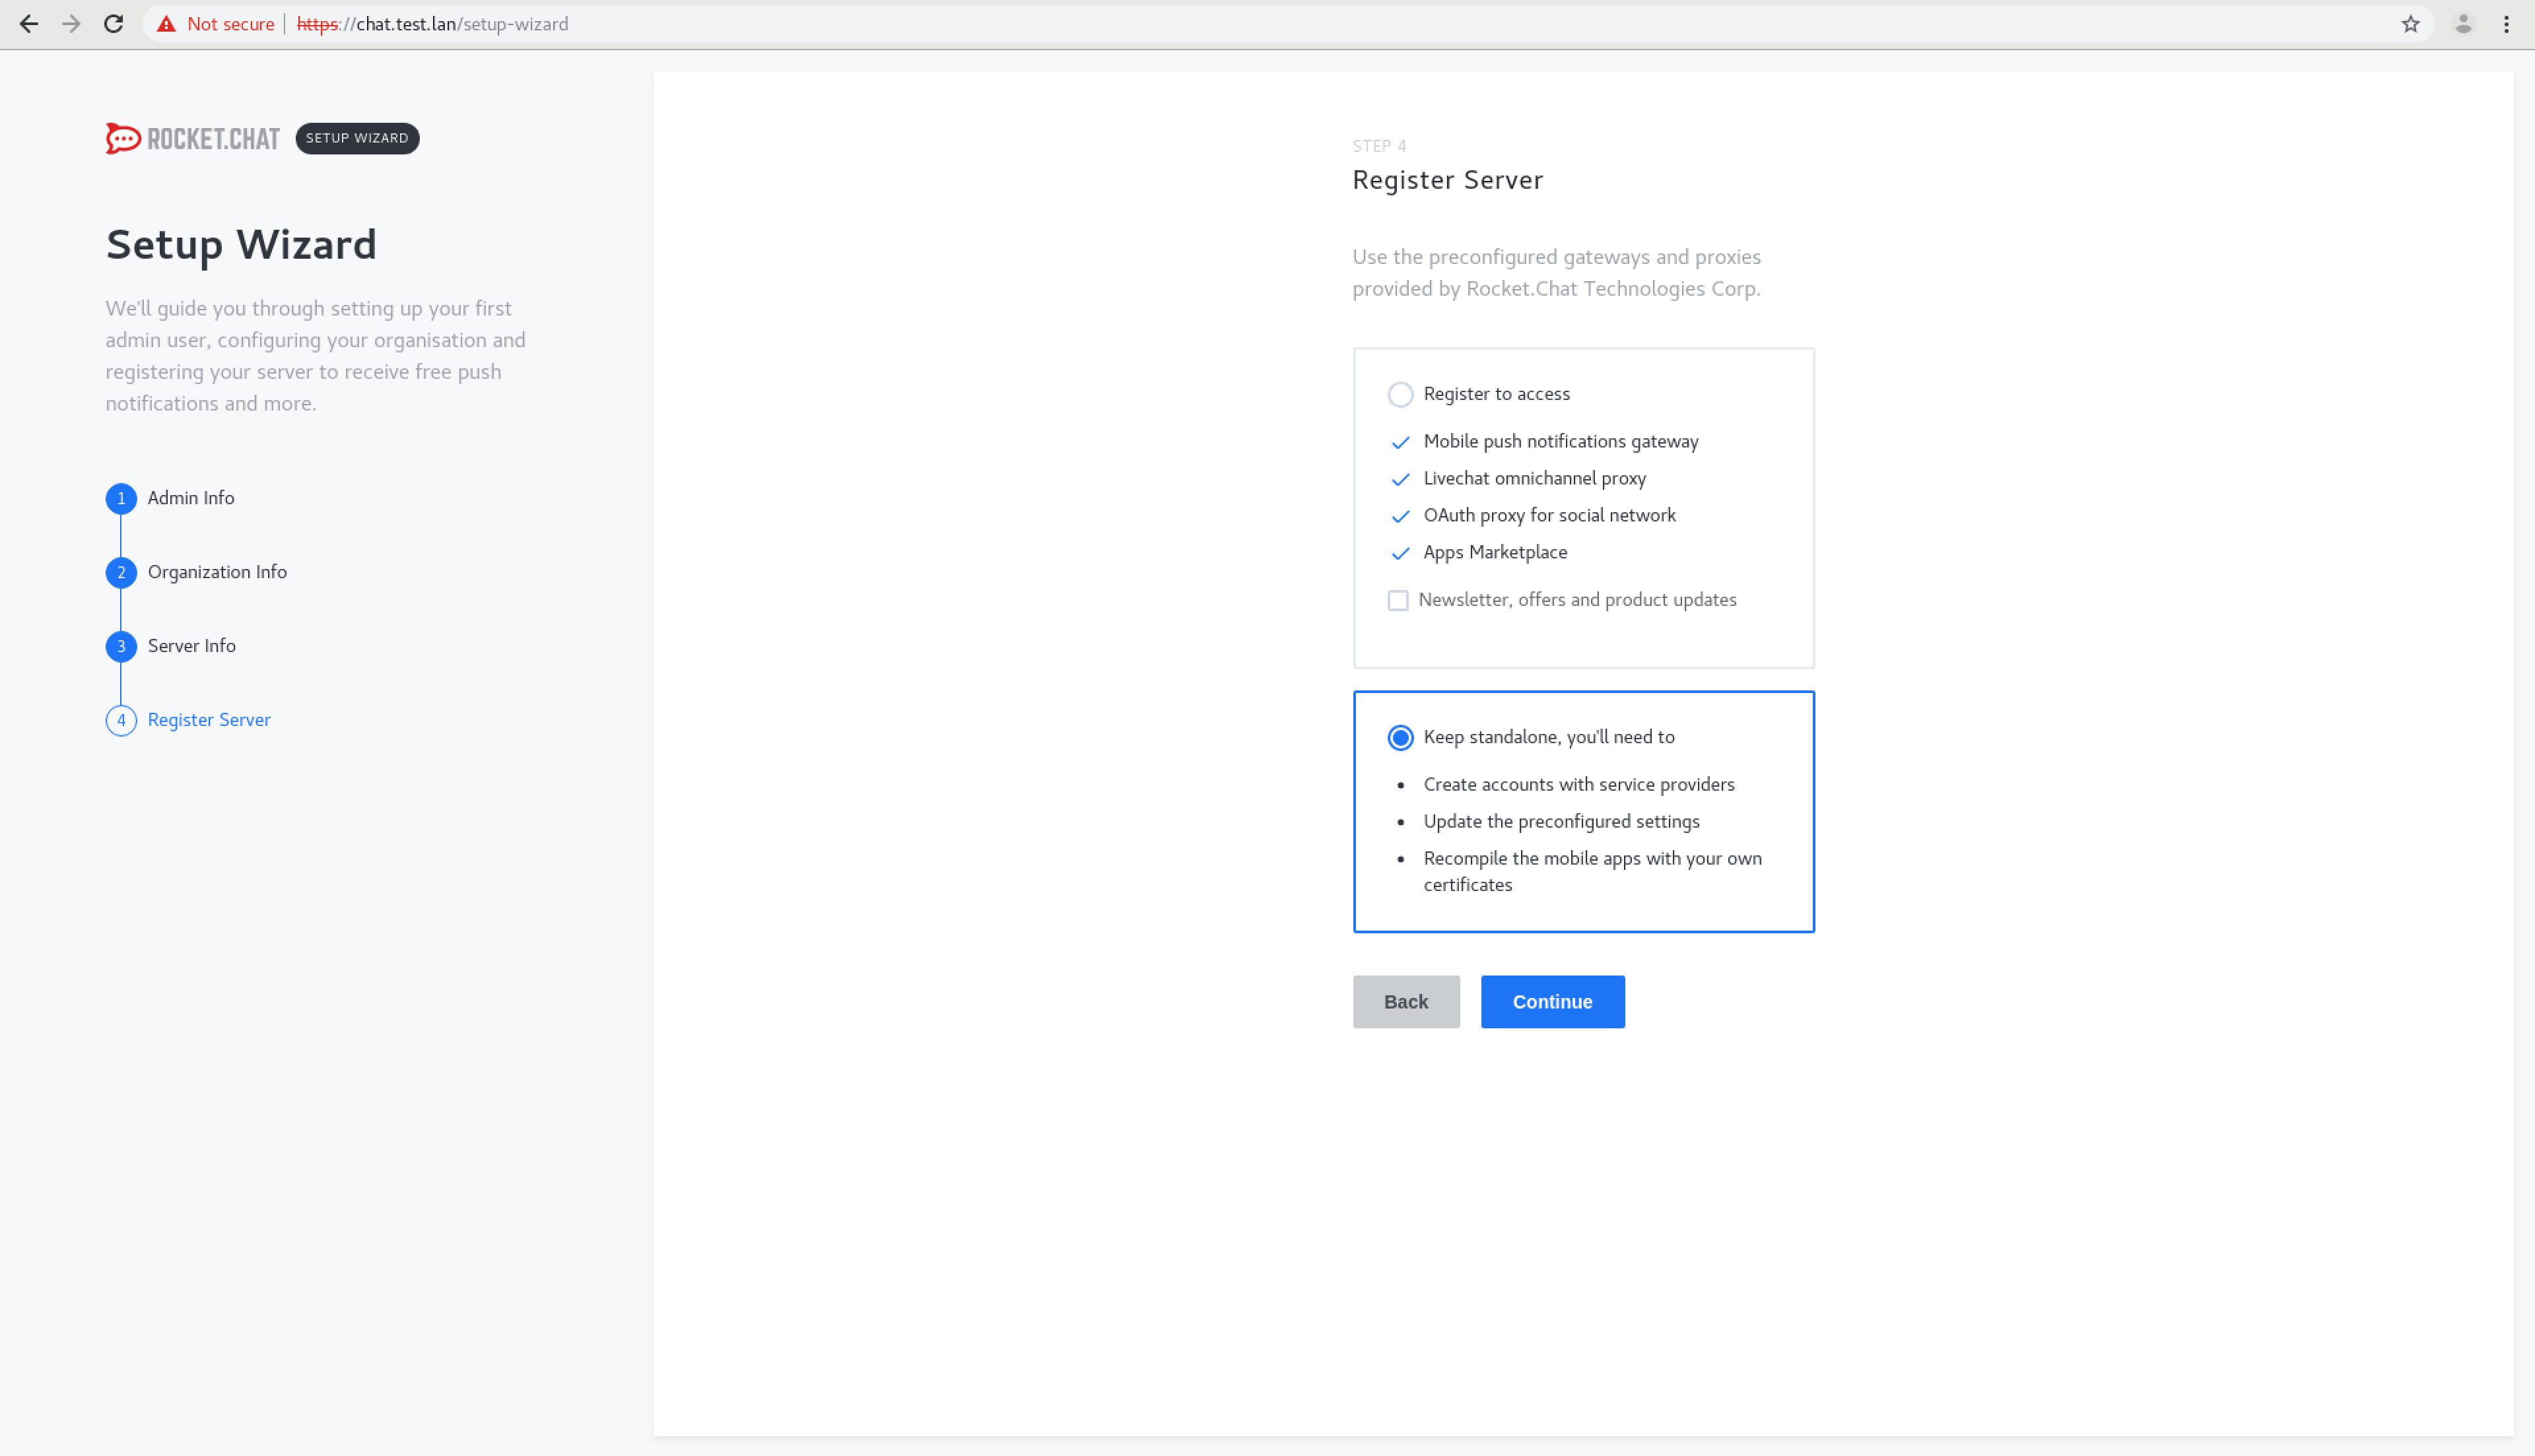 Not secure | https://chat.test.lan/setup-wizard
ROCKET.CHAT SETUP WIZARD
Setup Wizard
We'll guide you through setting up your first
admin user, configuring your organisation and
registering your server to receive free push
notifications and more.
1 Admin Info
2 Organization Info
3 Server Info
4 Register Server
STEP 4
Register Server
Use the preconfigured gateways and proxies
provided by Rocket.Chat Technologies Corp.
Register to access
Mobile push notifications gateway
Livechat omnichannel proxy
OAuth proxy for social network
Apps Marketplace
Newsletter, offers and product updates
Keep standalone, you'll need to
• Create accounts with service providers
• Update the preconfigured settings
• Recompile the mobile apps with your own
certificates
Back Continue